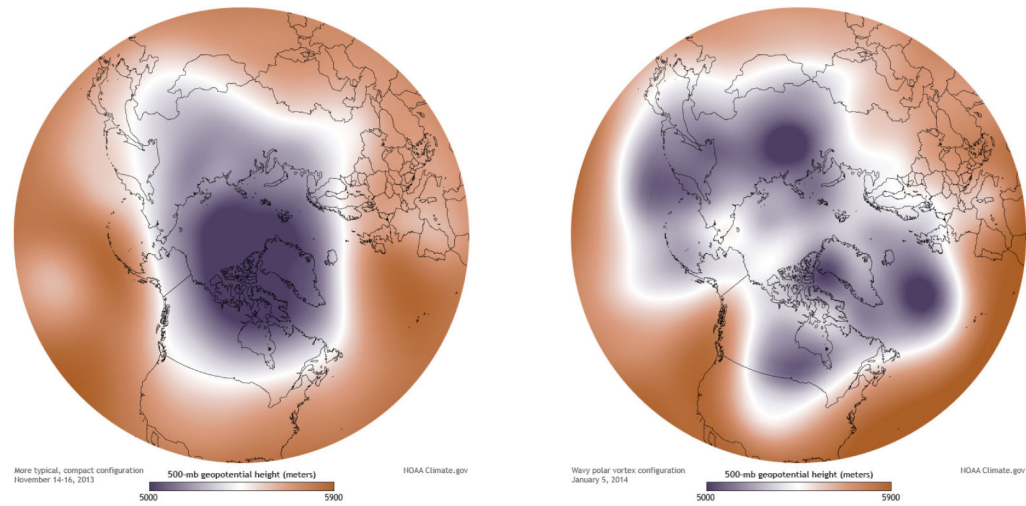 More typical, compact configuration
November 14-16, 2013
500-mb geopotential height (meters)
5000 5900
NOAA Climate.gov
Wavy polar vortex configuration
January 5, 2014
500-mb geopotential height (meters)
5000 5900
NOAA Climate.gov